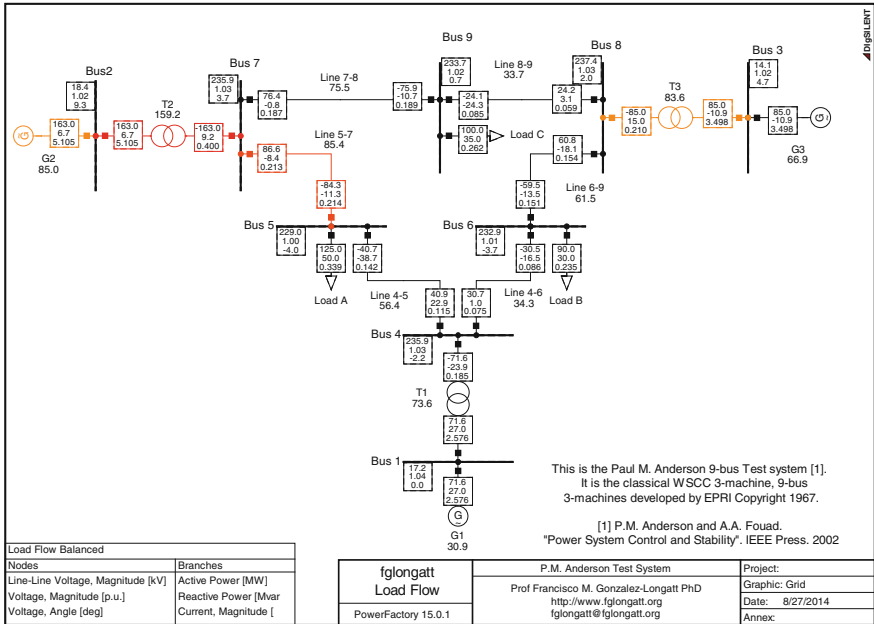 DIgSILENT
Bus 9
Bus 8
Bus 3
Bus 7
Bus2
Line 7-8
75.5
Line 8-9
33.7
T3
83.6
T2
159.2
18.4
1.02
9.3
235.9
1.03
3.7
233.7
1.02
0.7
237.4
1.03
2.0
14.1
1.02
4.7
76.4
-0.8
0.187
-75.9
-10.7
0.189
-24.1
-24.3
0.085
24.2
3.1
0.059
-85.0
15.0
0.210
85.0
-10.9
3.498
85.0
-10.9
3.498
G~
G3
66.9
G~
G2
85.0
163.0
6.7
5.105
163.0
6.7
5.105
-163.0
9.2
0.400
86.6
-8.4
0.213
Line 5-7
85.4
100.0
35.0
0.262
Load C
60.8
-18.1
0.154
Line 6-9
61.5
-84.3
-11.3
0.214
-59.5
-13.5
0.151
Bus 5
Bus 6
229.0
1.00
-4.0
125.0
50.0
0.339
-40.7
-38.7
0.142
232.9
1.01
-3.7
-30.5
-16.5
0.086
90.0
30.0
0.235
Load A
Line 4-5
56.4
Line 4-6
34.3
Load B
40.9
22.9
0.115
30.7
1.0
0.075
Bus 4
235.9
1.03
-2.2
-71.6
-23.9
0.185
T1
73.6
71.6
27.0
2.576
Bus 1
17.2
1.04
0.0
71.6
27.0
2.576
G
~
G1
30.9
This is the Paul M. Anderson 9-bus Test system [1].
It is the classical WSCC 3-machine, 9-bus
3-machines developed by EPRI Copyright 1967.
[1] P.M. Anderson and A.A. Fouad.
"Power System Control and Stability". IEEE Press. 2002
Load Flow Balanced
Nodes
Branches
Line-Line Voltage, Magnitude [kV]
Active Power [MW]
Voltage, Magnitude [p.u.]
Reactive Power [Mvar
Voltage, Angle [deg]
Current, Magnitude [
fglongatt
Load Flow
PowerFactory 15.0.1
P.M. Anderson Test System
Prof Francisco M. Gonzalez-Longatt PhD
http://www.fglongatt.org
fglongatt@fglongatt.org
Project:
Graphic: Grid
Date: 8/27/2014
Annex: